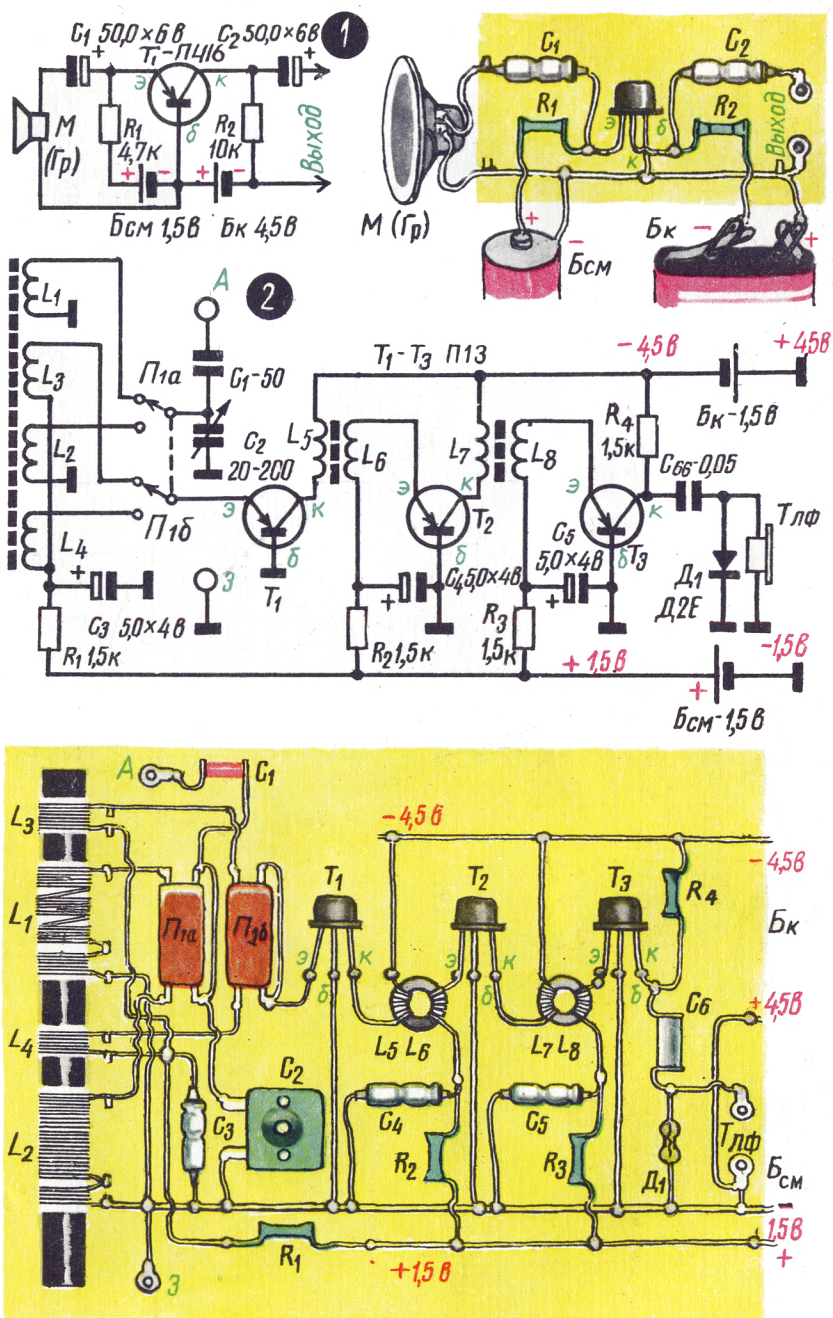 C1 50,0×6в C2 50,0×6в 1
T1-П416
э к
б
М
(Гр)
R1
4,7к
R2
10к
Выход
+ - + -
Бсм 1,5в Бк 4,5в
C1 C2
R1 R2
э б
к
Выход
М (Гр)
+
-
Бсм
Бк - +
L1
А 2
L3
П1а
C1-50
T1-T3 П13
-4,5в +4,5в
Бк-1,5в
R4
1,5к
L2
C2
20-200
L5 L6 L7 L8
C6б-0,05
э к
э к
э к
П1б
T2
Тлф
L4
б
T1
б
C5
5,0×4в
б T3
З
+
C3 5,0×4в
+ C4 5,0×4в
+
Д1
Д2Е
R1 1,5к
R2 1,5к
R3
1,5к
+1,5в
-1,5в
+
Бсм-1,5в
А C1
L3
-4,5в
-4,5в
T1 T2 T3
R4
L1
П1а П1б
Бк
э к
э к
э к
б б б
+4,5в
C6
L4
L5 L6 L7 L8
C2
C3
C4 C5
L2
R2 R3
Д1
Тлф
Бсм
-
1,5в
+
R1
+1,5в
З